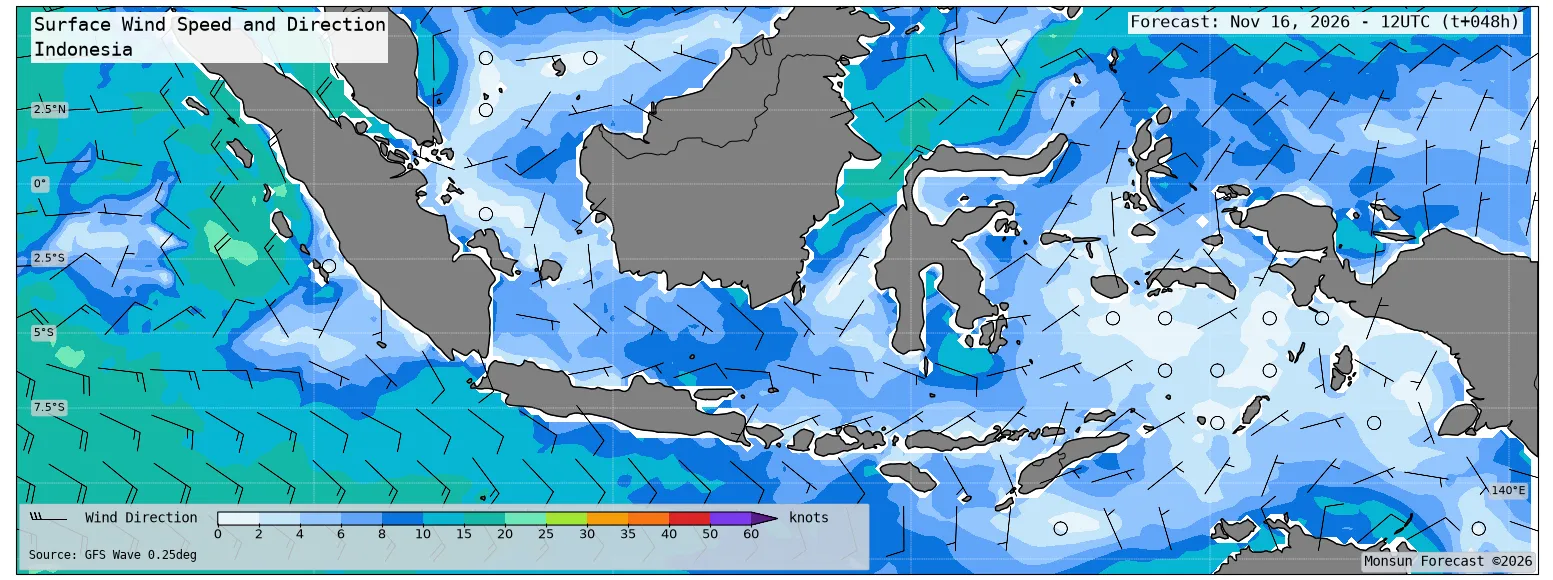 Surface Wind Speed and Direction
Indonesia
Forecast: Nov 16, 2026 - 12UTC (t+048h)
2.5°N
0°
2.5°S
5°S
7.5°S
140°E
Wind Direction
0 2 4 6 8 10 15 20 25 30 35 40 50 60
knots
Source: GFS Wave 0.25deg
Monsun Forecast ©2026